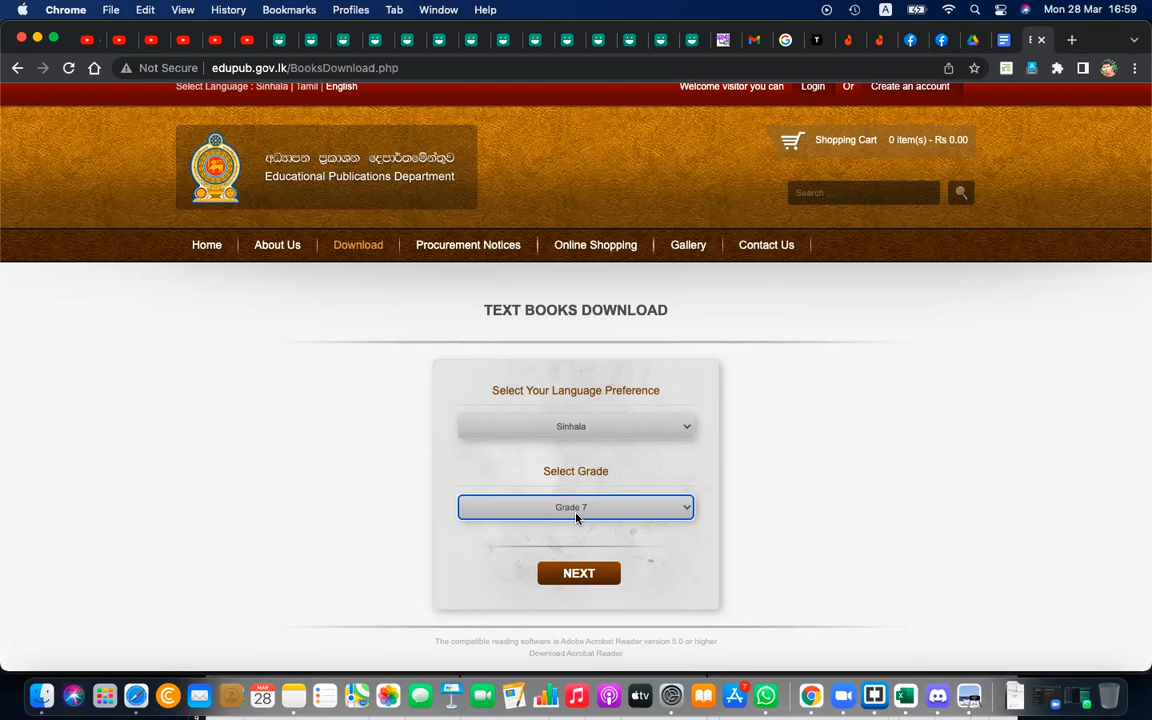 Chrome File Edit View History Bookmarks Profiles Tab Window Help A Mon 28 Mar 16:59
Not Secure edupub.gov.lk/BooksDownload.php
Select Language : Sinhala | Tamil | English Welcome visitor you can Login Or Create an account
අධ්‍යාපන ප්‍රකාශන දෙපාර්තමේන්තුව
Educational Publications Department
Shopping Cart 0 item(s) - Rs 0.00
Search ....
Home About Us Download Procurement Notices Online Shopping Gallery Contact Us
TEXT BOOKS DOWNLOAD
Select Your Language Preference
Sinhala
Select Grade
Grade 7
NEXT
The compatible reading software is Adobe Acrobat Reader version 5.0 or higher
Download Acrobat Reader